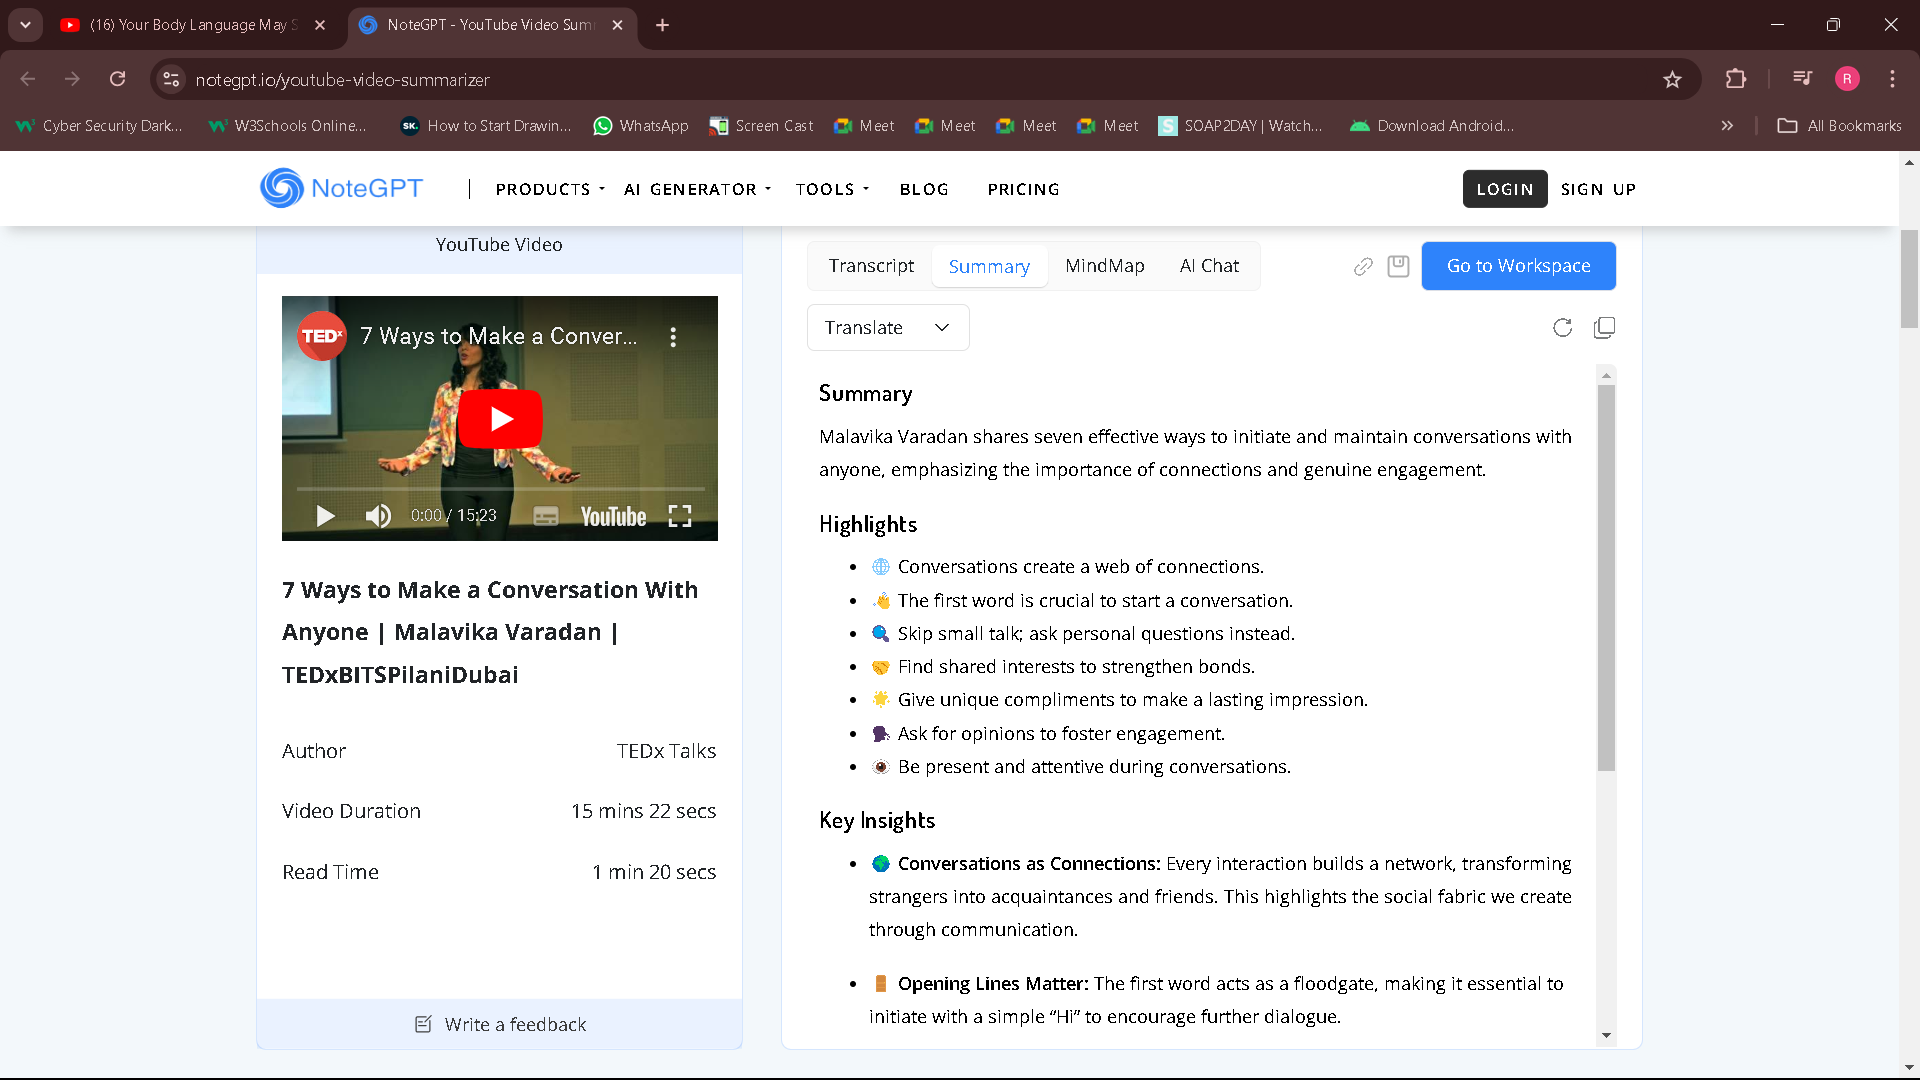 (16) Your Body Language May S
NoteGPT - YouTube Video Sum
notegpt.io/youtube-video-summarizer
R
Cyber Security Dark...
W3Schools Online...
SK. How to Start Drawin...
WhatsApp
Screen Cast
Meet
Meet
Meet
Meet
S SOAP2DAY | Watch...
Download Android...
All Bookmarks
NoteGPT
PRODUCTS
AI GENERATOR
TOOLS
BLOG
PRICING
LOGIN
SIGN UP
YouTube Video
TEDx 7 Ways to Make a Conver...
0:00 / 15:23
YouTube
7 Ways to Make a Conversation With
Anyone | Malavika Varadan |
TEDxBITSPilaniDubai
Author TEDx Talks
Video Duration 15 mins 22 secs
Read Time 1 min 20 secs
Write a feedback
Transcript
Summary
MindMap
AI Chat
Go to Workspace
Translate
Summary
Malavika Varadan shares seven effective ways to initiate and maintain conversations with
anyone, emphasizing the importance of connections and genuine engagement.
Highlights
• 🌐 Conversations create a web of connections.
• 👋 The first word is crucial to start a conversation.
• 🔍 Skip small talk; ask personal questions instead.
• 🤝 Find shared interests to strengthen bonds.
• 🌟 Give unique compliments to make a lasting impression.
• 🗣 Ask for opinions to foster engagement.
• 👁 Be present and attentive during conversations.
Key Insights
• 🌍 Conversations as Connections: Every interaction builds a network, transforming
strangers into acquaintances and friends. This highlights the social fabric we create
through communication.
• 🚪 Opening Lines Matter: The first word acts as a floodgate, making it essential to
initiate with a simple “Hi” to encourage further dialogue.